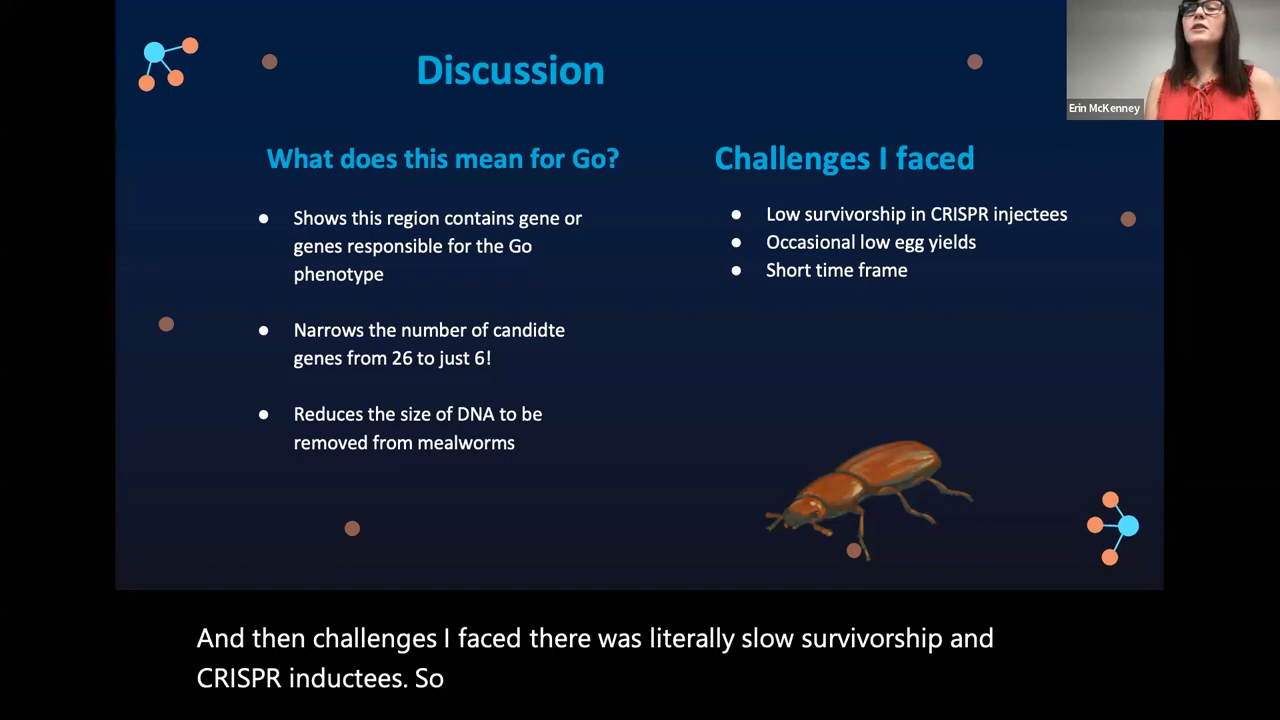 Discussion
Erin McKenney
What does this mean for Go?
● Shows this region contains gene or
genes responsible for the Go
phenotype
● Narrows the number of candidte
genes from 26 to just 6!
● Reduces the size of DNA to be
removed from mealworms
Challenges I faced
● Low survivorship in CRISPR injectees
● Occasional low egg yields
● Short time frame
And then challenges I faced there was literally slow survivorship and
CRISPR inductees. So